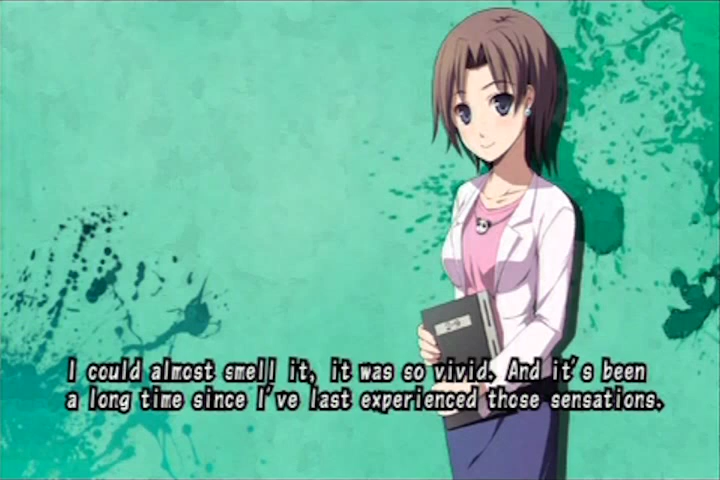 I could almost smell it, it was so vivid. And it's been
a long time since I've last experienced those sensations.